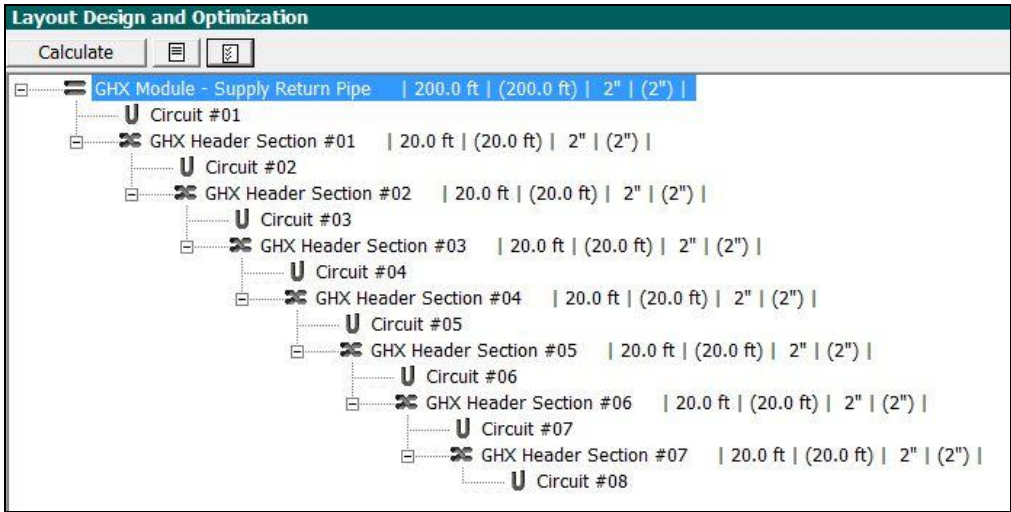 Layout Design and Optimization
Calculate
GHX Module - Supply Return Pipe | 200.0 ft | (200.0 ft) | 2" | (2") |
Circuit #01
GHX Header Section #01 | 20.0 ft | (20.0 ft) | 2" | (2") |
Circuit #02
GHX Header Section #02 | 20.0 ft | (20.0 ft) | 2" | (2") |
Circuit #03
GHX Header Section #03 | 20.0 ft | (20.0 ft) | 2" | (2") |
Circuit #04
GHX Header Section #04 | 20.0 ft | (20.0 ft) | 2" | (2") |
Circuit #05
GHX Header Section #05 | 20.0 ft | (20.0 ft) | 2" | (2") |
Circuit #06
GHX Header Section #06 | 20.0 ft | (20.0 ft) | 2" | (2") |
Circuit #07
GHX Header Section #07 | 20.0 ft | (20.0 ft) | 2" | (2") |
Circuit #08